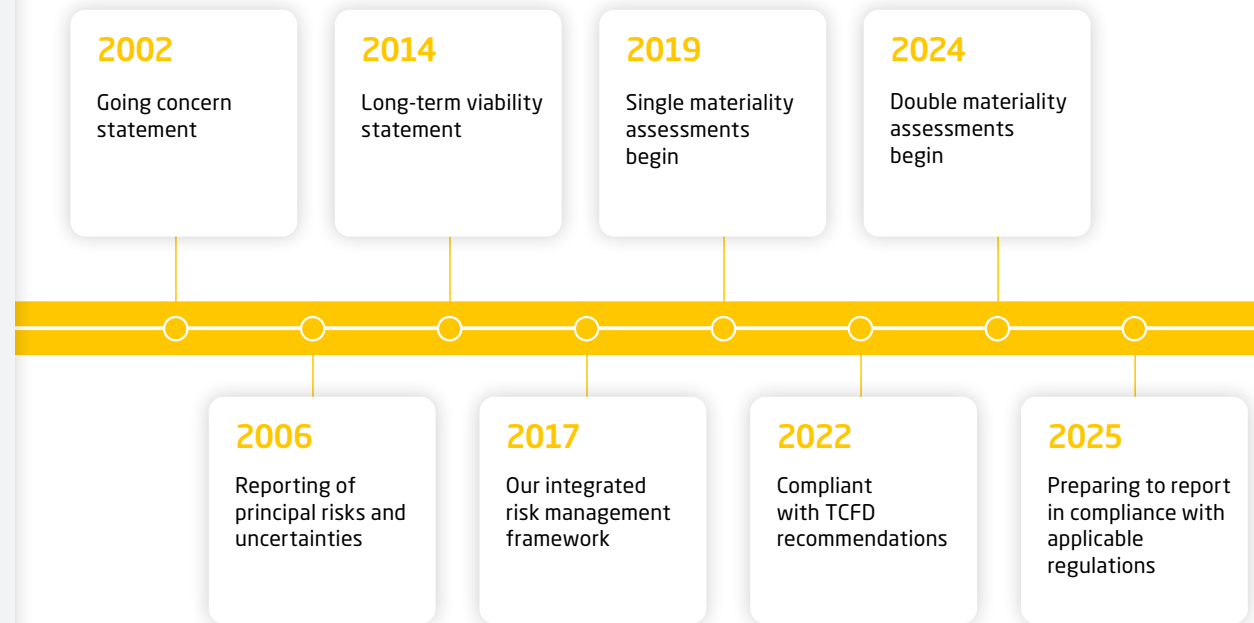 2002
Going concern
statement
2014
Long-term viability
statement
2019
Single materiality
assessments
begin
2024
Double materiality
assessments
begin
2006
Reporting of
principal risks and
uncertainties
2017
Our integrated
risk management
framework
2022
Compliant
with TCFD
recommendations
2025
Preparing to report
in compliance with
applicable
regulations